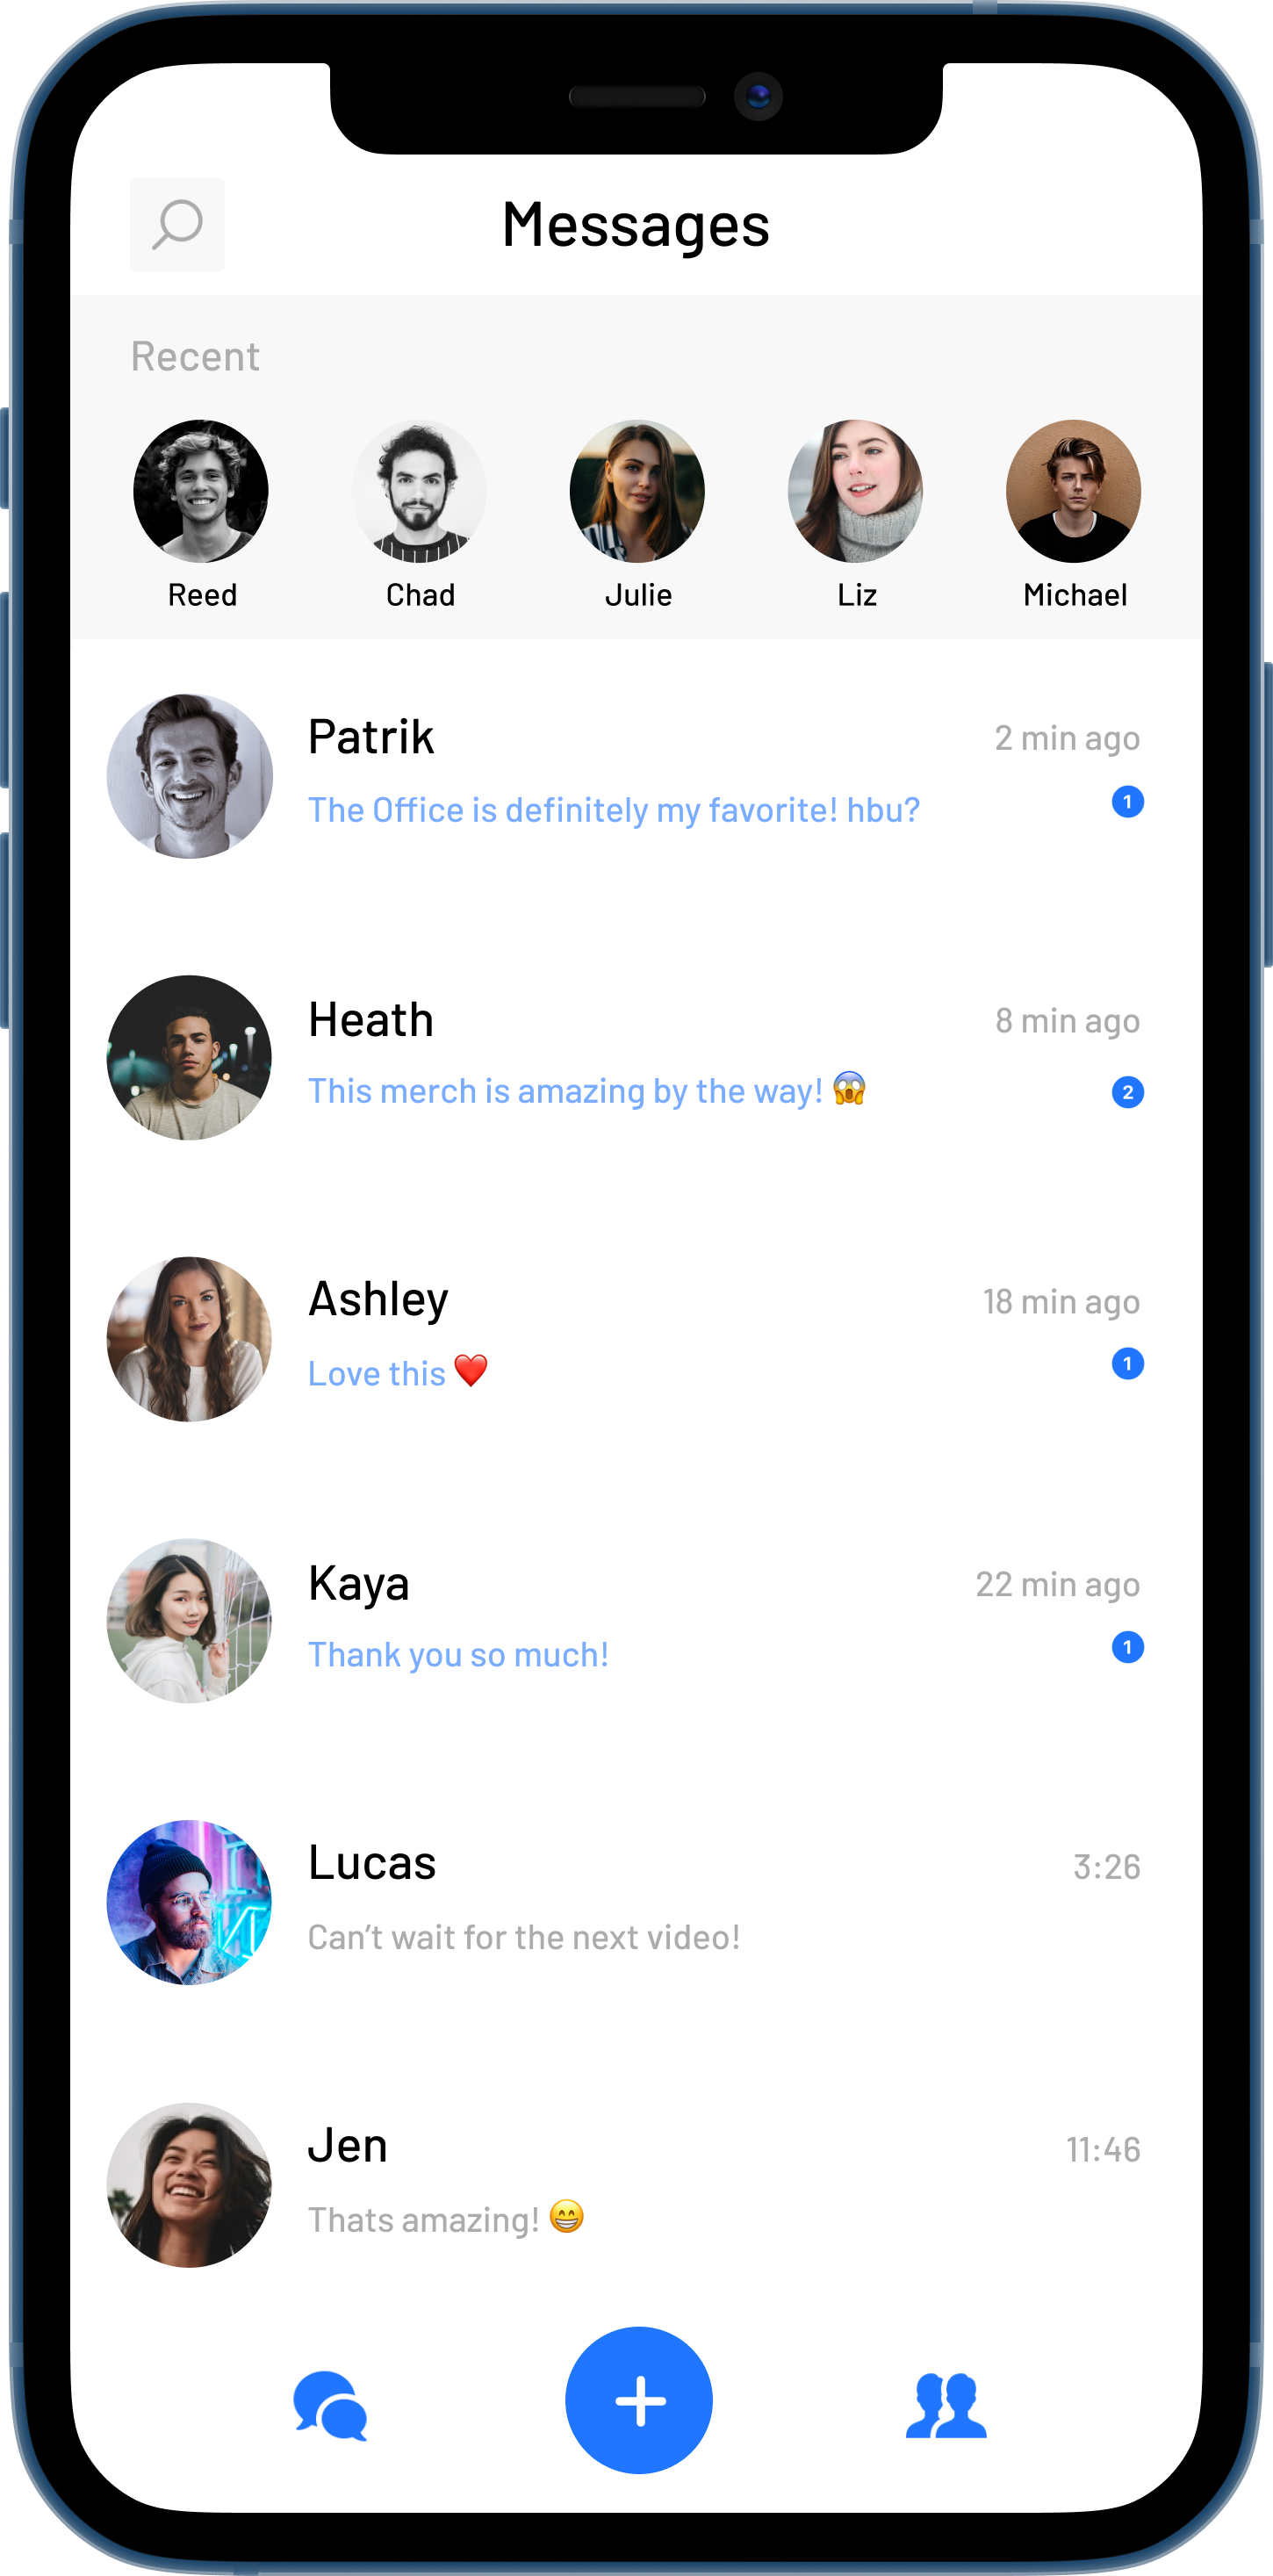 Messages
Recent
Reed Chad Julie Liz Michael
Patrik 2 min ago
The Office is definitely my favorite! hbu? 1
Heath 8 min ago
This merch is amazing by the way! 😱 2
Ashley 18 min ago
Love this ❤️ 1
Kaya 22 min ago
Thank you so much! 1
Lucas 3:26
Can’t wait for the next video!
Jen 11:46
Thats amazing! 😁